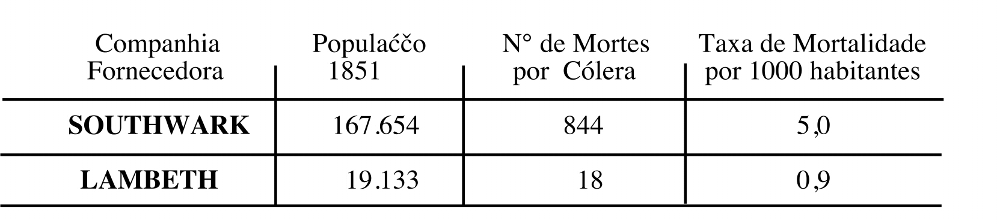 Companhia Populaćčo N° de Mortes Taxa de Mortalidade
Fornecedora 1851 por Cólera por 1000 habitantes
SOUTHWARK 167.654 844 5,0
LAMBETH 19.133 18 0,9